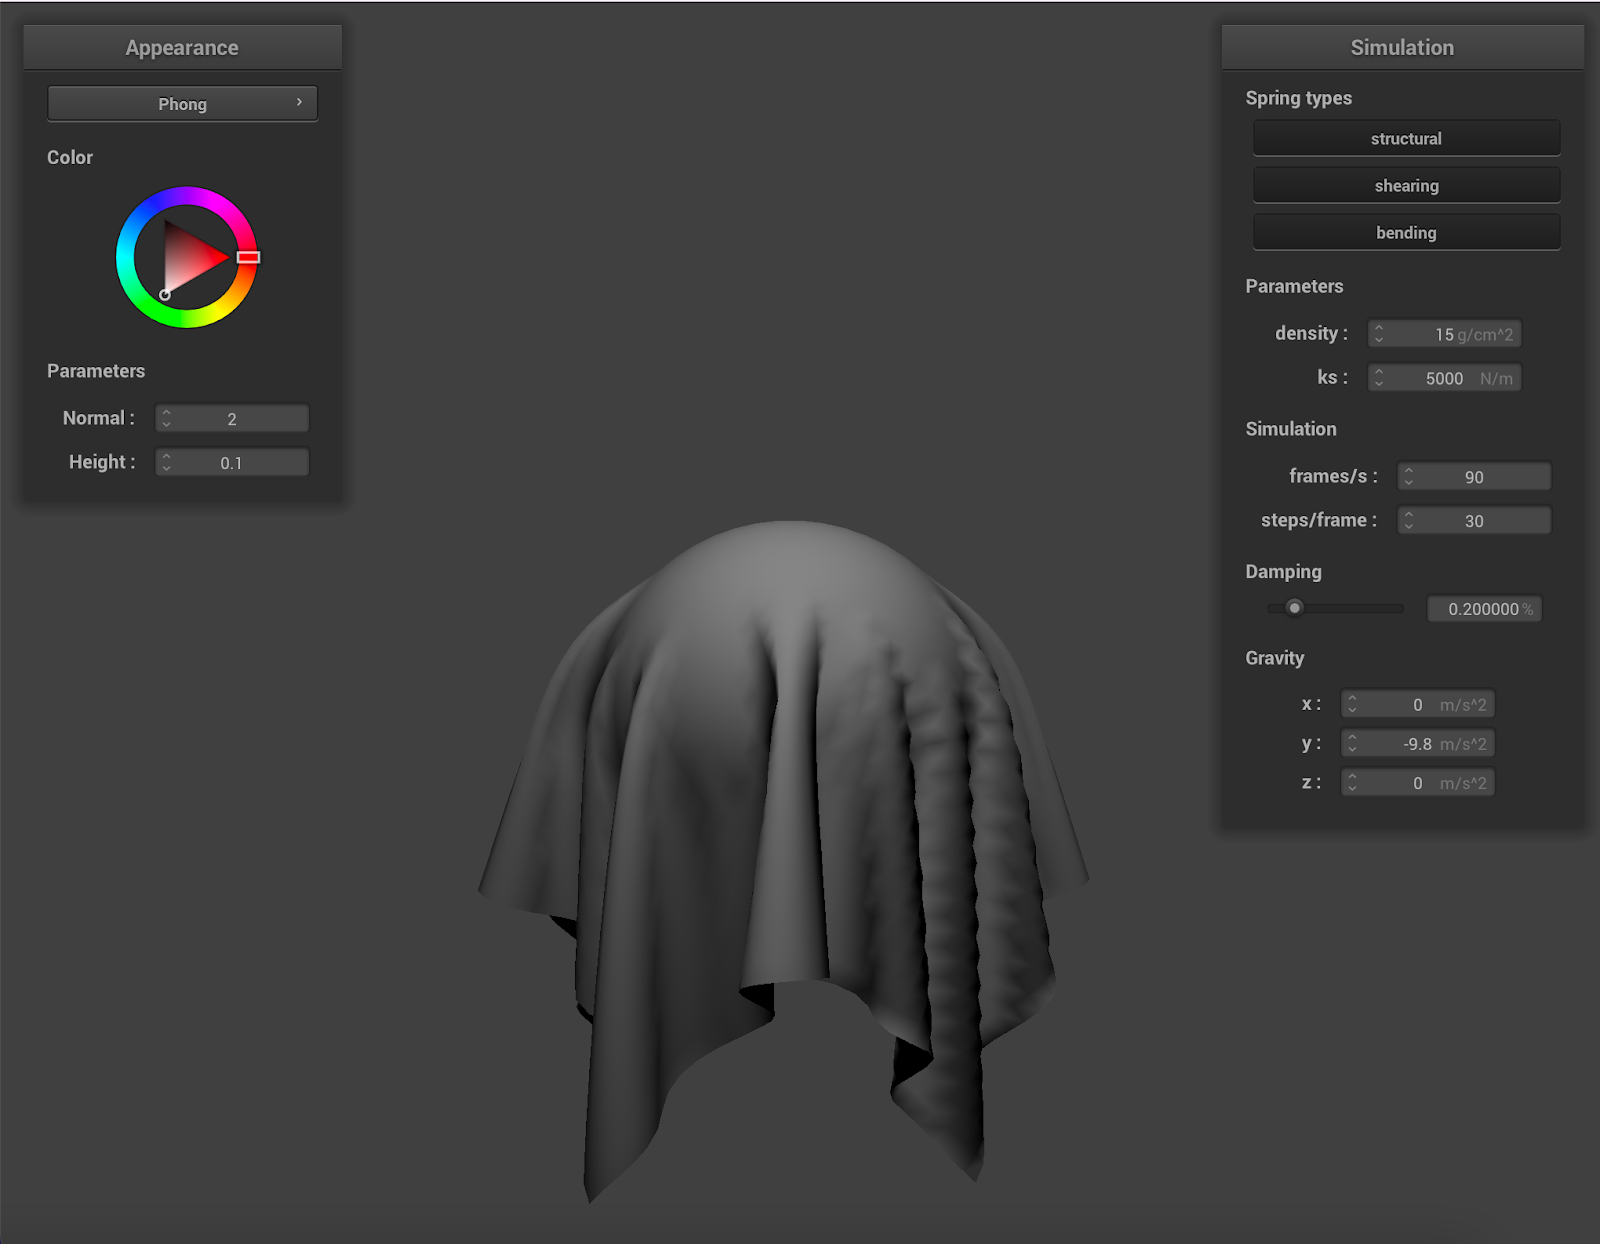 Appearance
Phong
Color
Parameters
Normal : 2
Height : 0.1
Simulation
Spring types
structural
shearing
bending
Parameters
density : 15 g/cm^2
ks : 5000 N/m
Simulation
frames/s : 90
steps/frame : 30
Damping
0.200000 %
Gravity
x : 0 m/s^2
y : -9.8 m/s^2
z : 0 m/s^2